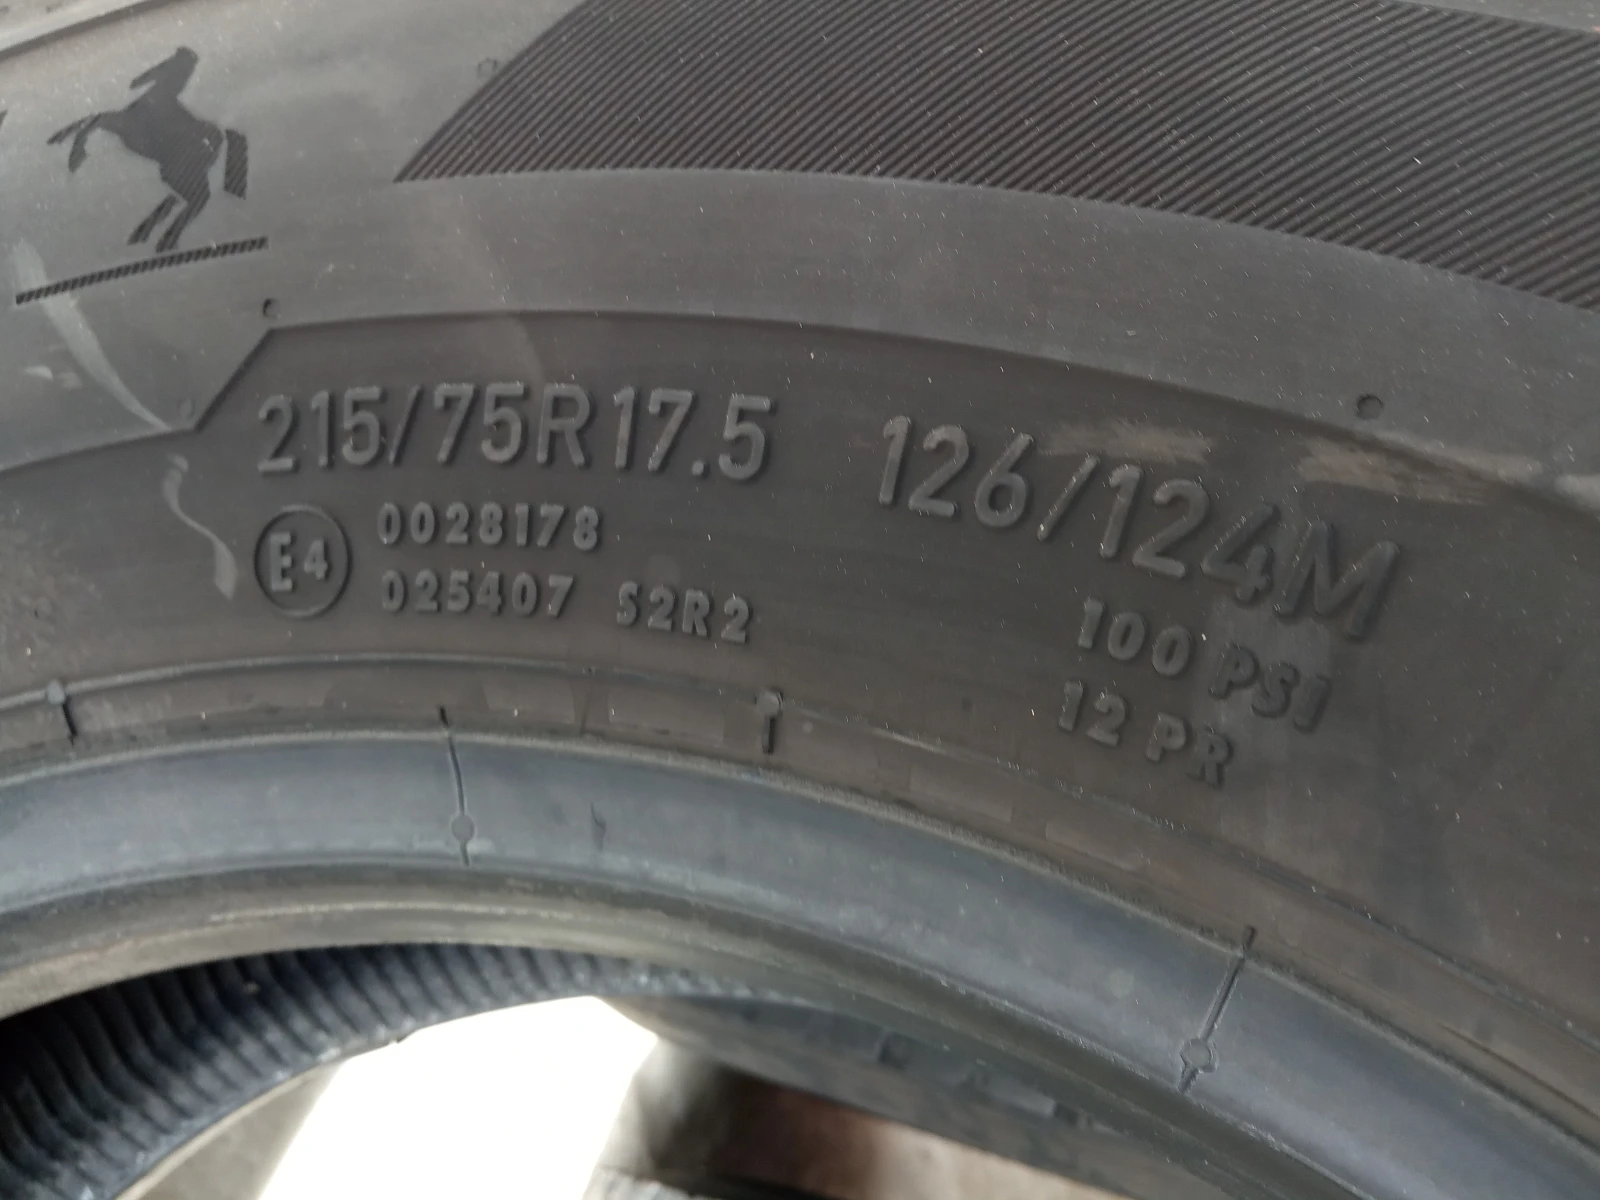 215/75R17.5 126/124M
E4 0028178
025407 S2R2
100 PSI
12 PR